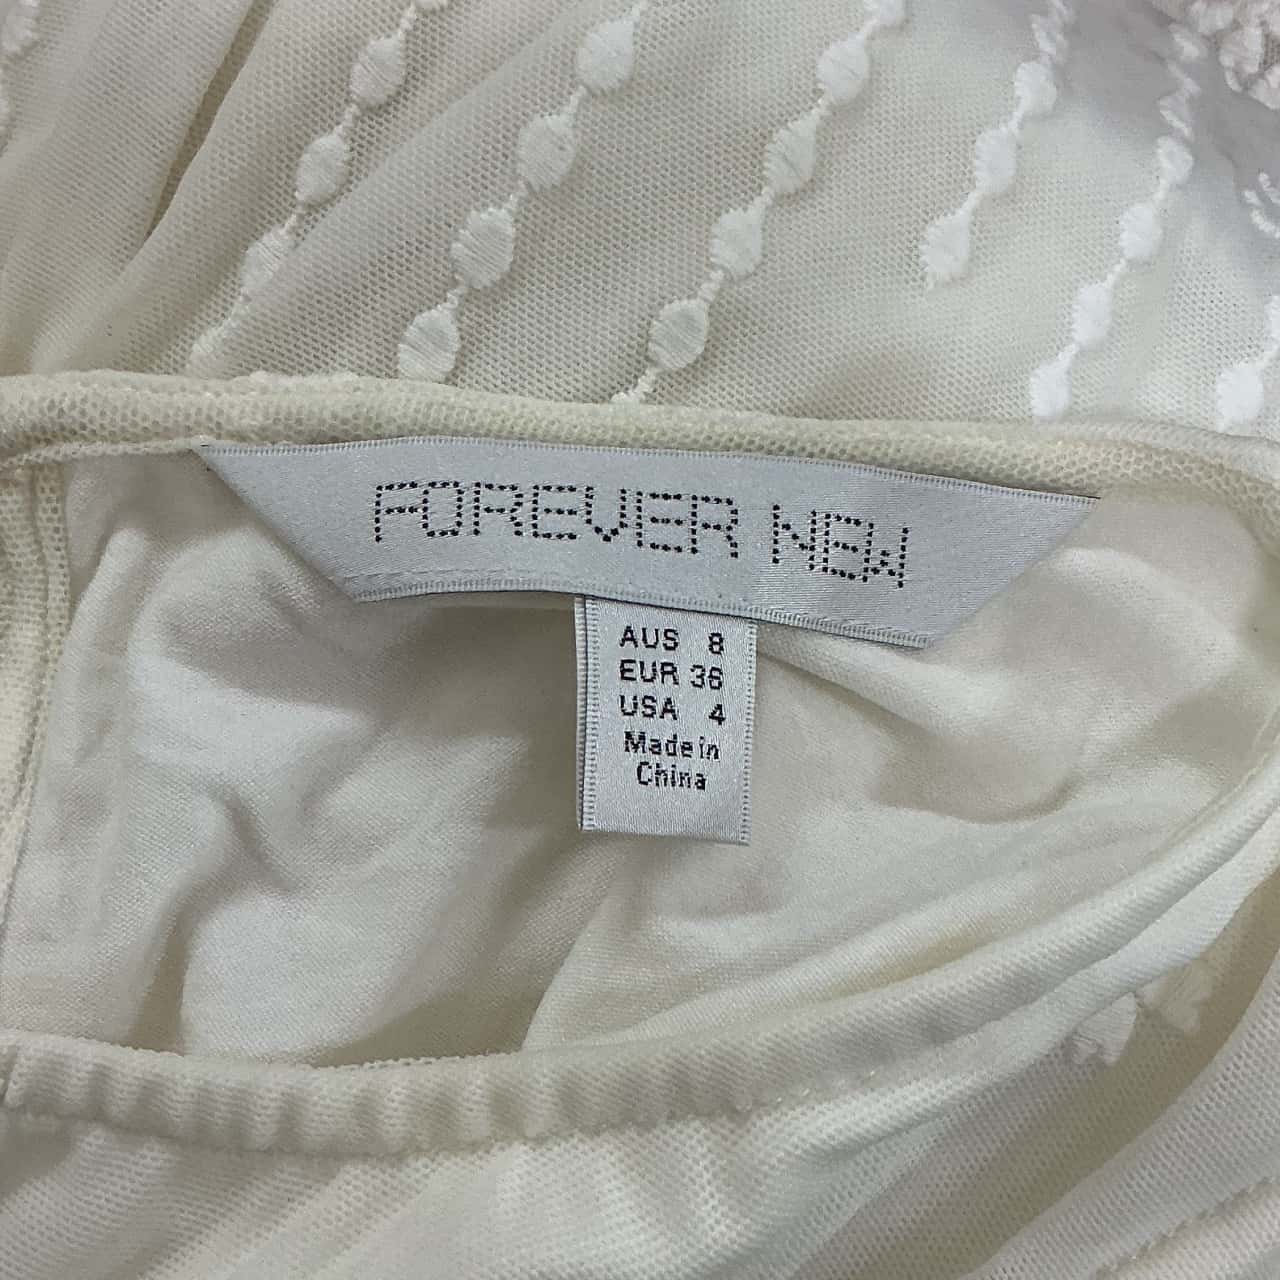 FOREVER NEW
AUS 8
EUR 36
USA 4
Made in
China